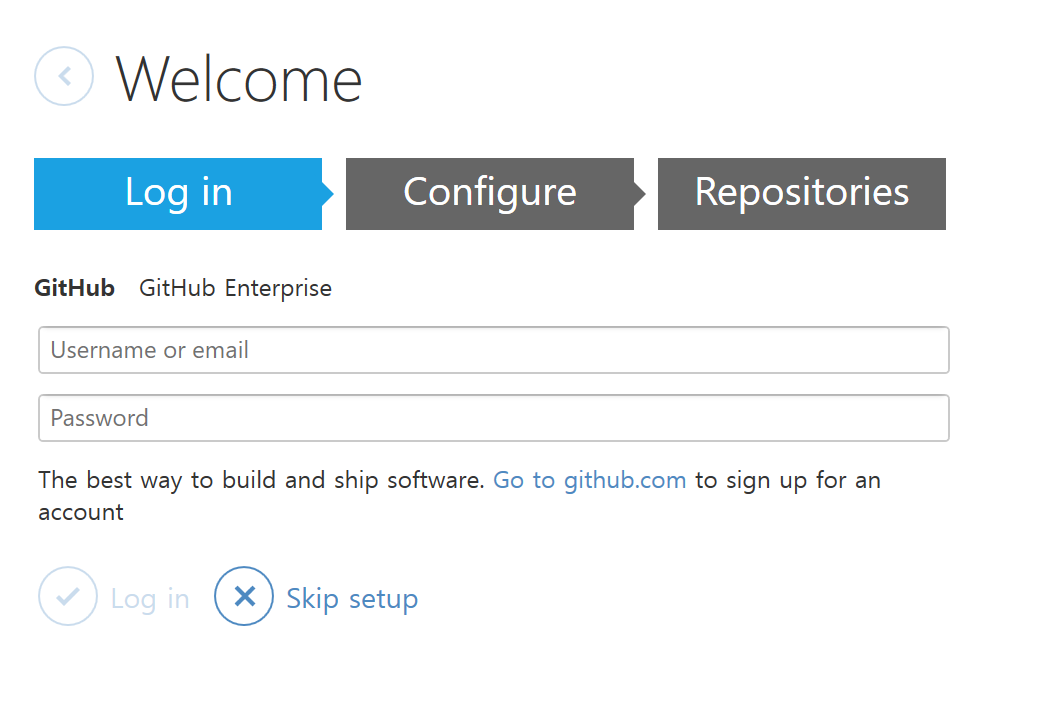 Welcome
Log in
Configure
Repositories
GitHub
GitHub Enterprise
Username or email
Password
The best way to build and ship software. Go to github.com to sign up for an
account
Log in
Skip setup